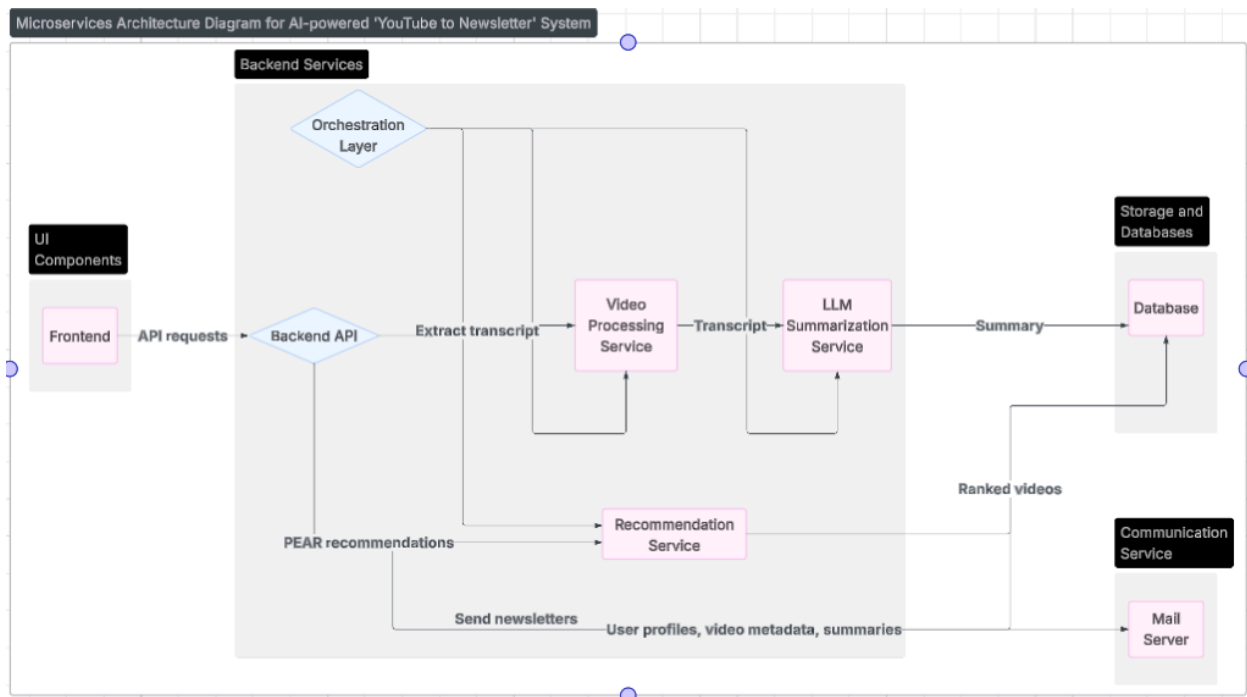 Microservices Architecture Diagram for AI-powered 'YouTube to Newsletter' System
Backend Services
Orchestration
Layer
UI
Components
Storage and
Databases
Frontend
API requests
Backend API
Extract transcript
Video
Processing
Service
Transcript
LLM
Summarization
Service
Summary
Database
Ranked videos
PEAR recommendations
Recommendation
Service
Communication
Service
Send newsletters
User profiles, video metadata, summaries
Mail
Server